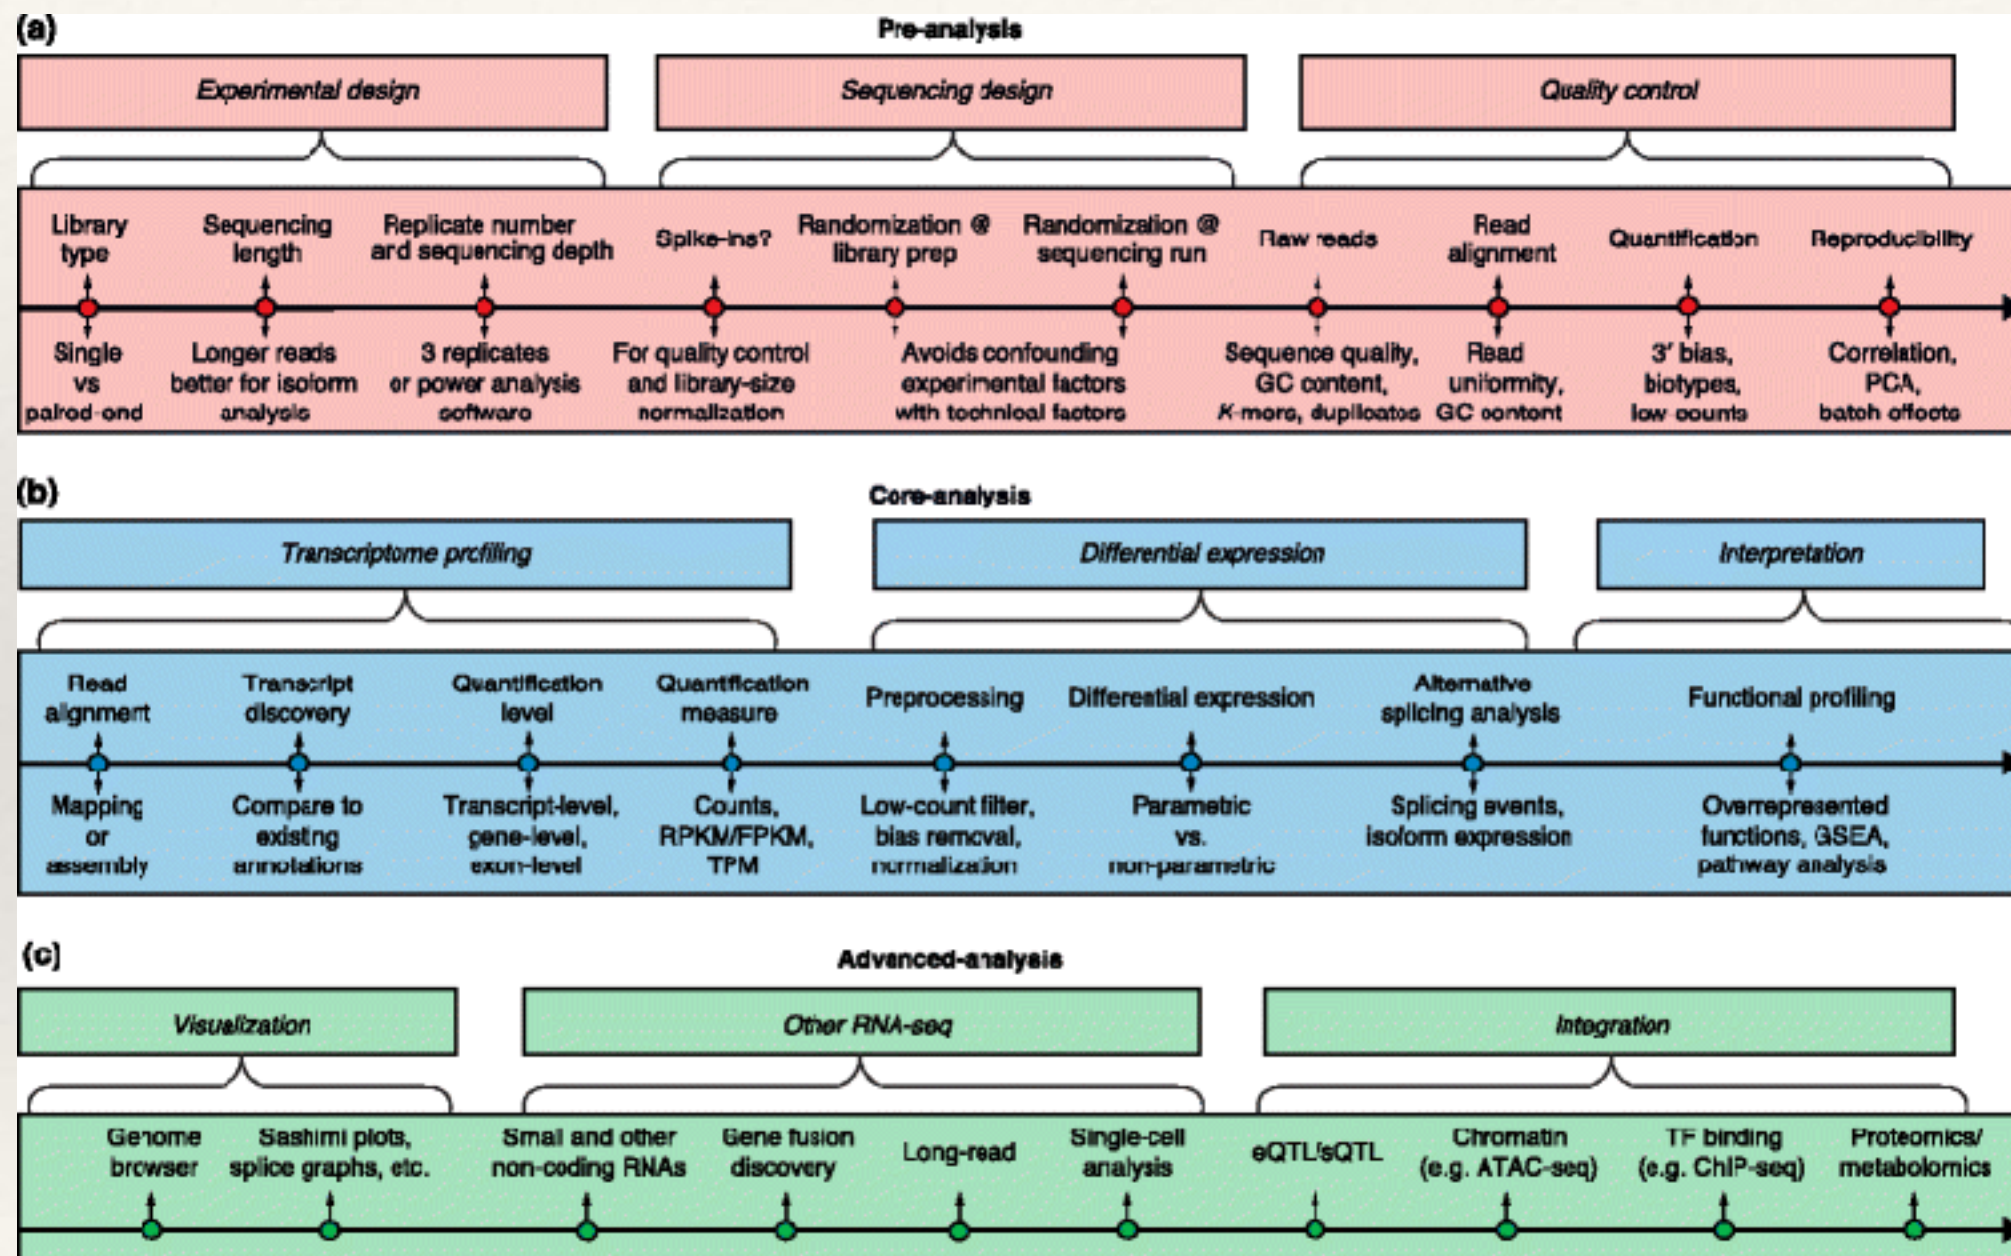 (a)
Pre-analysis
Experimental design
Sequencing design
Quality control
Library
type
Sequencing
length
Replicate number
and sequencing depth
Spike-ins?
Randomization @
library prep
Randomization @
sequencing run
Raw reads
Read
alignment
Quantification
Reproducibility
Single
vs
paired-end
Longer reads
better for isoform
analysis
3 replicates
or power analysis
software
For quality control
and library-size
normalization
Avoids confounding
experimental factors
with technical factors
Sequence quality,
GC content,
K-mers, duplicates
Read
uniformity,
GC content
3′ bias,
biotypes,
low-counts
Correlation,
PCA,
batch effects
(b)
Core-analysis
Transcriptome profiling
Differential expression
Interpretation
Read
alignment
Transcript
discovery
Quantification
level
Quantification
measure
Preprocessing
Differential expression
Alternative
splicing analysis
Functional profiling
Mapping
or
assembly
Compare to
existing
annotations
Transcript-level,
gene-level,
exon-level
Counts,
RPKM/FPKM,
TPM
Low-count filter,
bias removal,
normalization
Parametric
vs.
non-parametric
Splicing events,
isoform expression
Overrepresented
functions, GSEA,
pathway analysis
(c)
Advanced-analysis
Visualization
Other RNA-seq
Integration
Genome
browser
Sashimi plots,
splice graphs, etc.
Small and other
non-coding RNAs
Gene fusion
discovery
Long-read
Single-cell
analysis
eQTL/sQTL
Chromatin
(e.g. ATAC-seq)
TF binding
(e.g. ChIP-seq)
Proteomics/
metabolomics